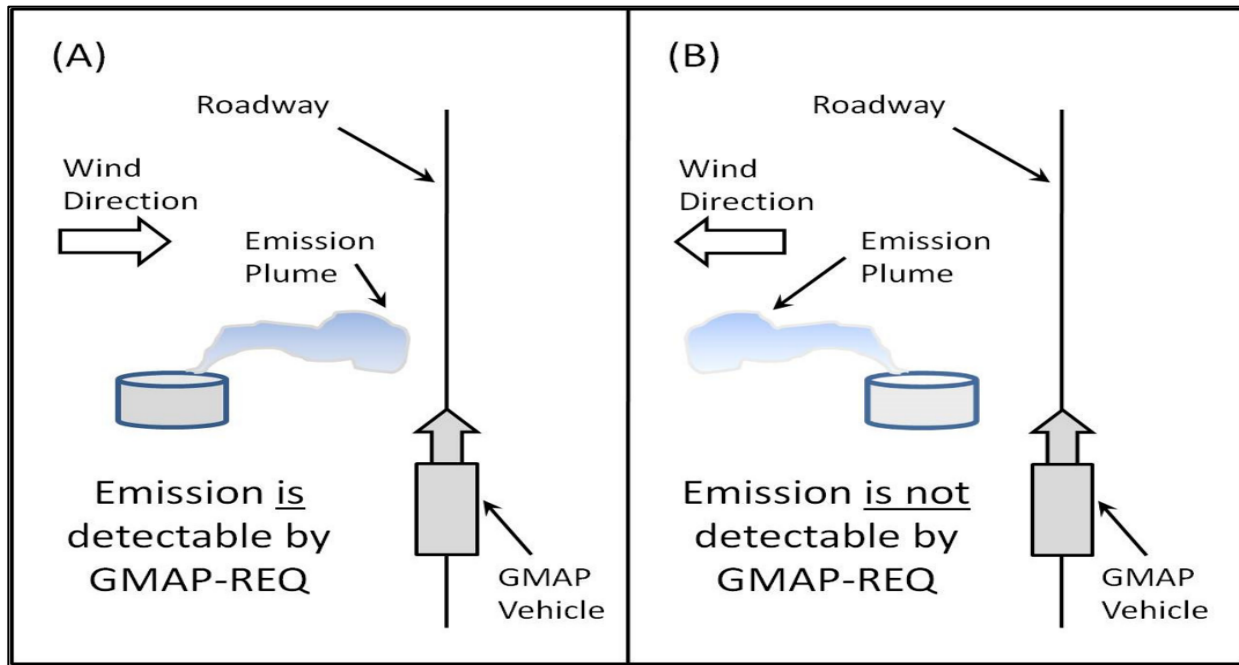 (A)
Roadway
Wind
Direction
Emission
Plume
Emission is
detectable by
GMAP-REQ
GMAP
Vehicle
(B)
Roadway
Wind
Direction
Emission
Plume
Emission is not
detectable by
GMAP-REQ
GMAP
Vehicle